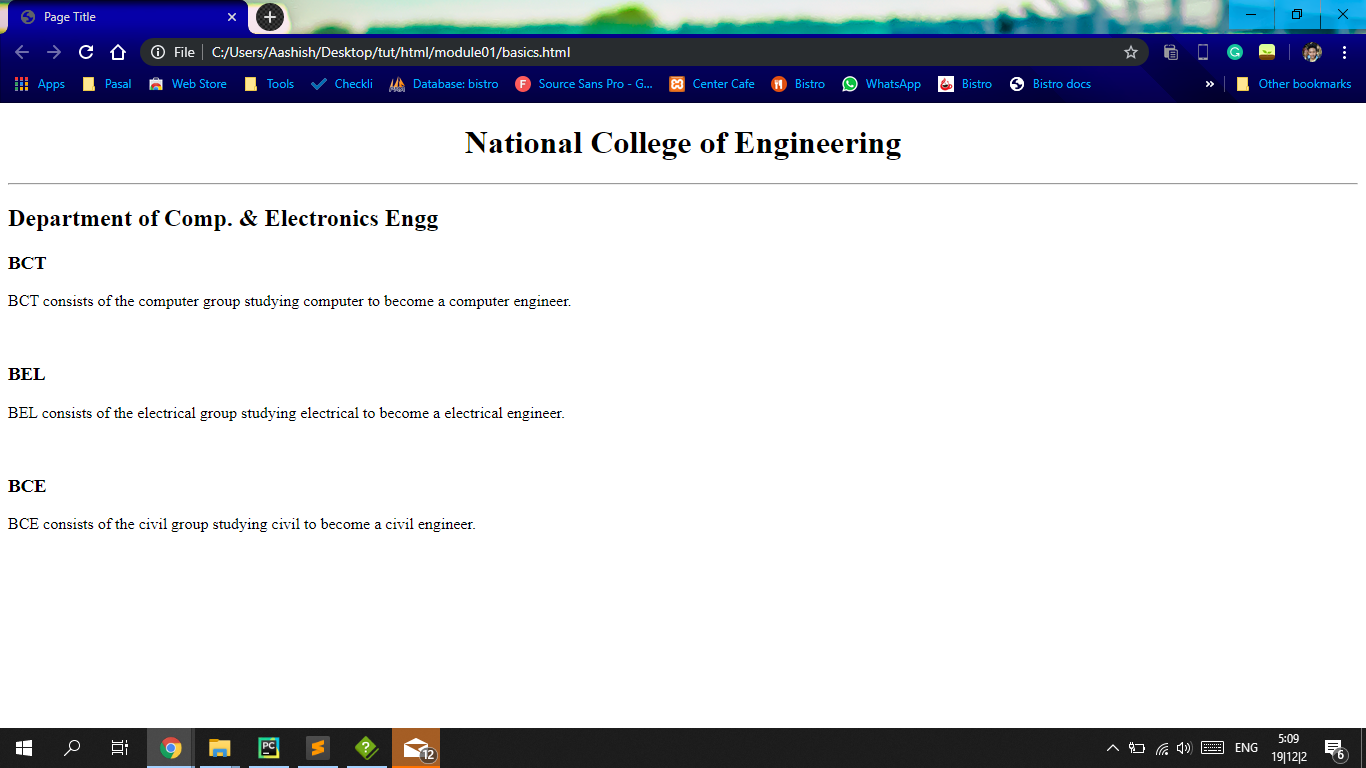 Page Title
File C:/Users/Aashish/Desktop/tut/html/module01/basics.html
Apps Pasal Web Store Tools Checkli Database: bistro Source Sans Pro - G... Center Cafe Bistro WhatsApp Bistro Bistro docs » Other bookmarks
National College of Engineering
Department of Comp. & Electronics Engg
BCT
BCT consists of the computer group studying computer to become a computer engineer.
BEL
BEL consists of the electrical group studying electrical to become a electrical engineer.
BCE
BCE consists of the civil group studying civil to become a civil engineer.
PC 12 ENG 5:09
19|12|2 6